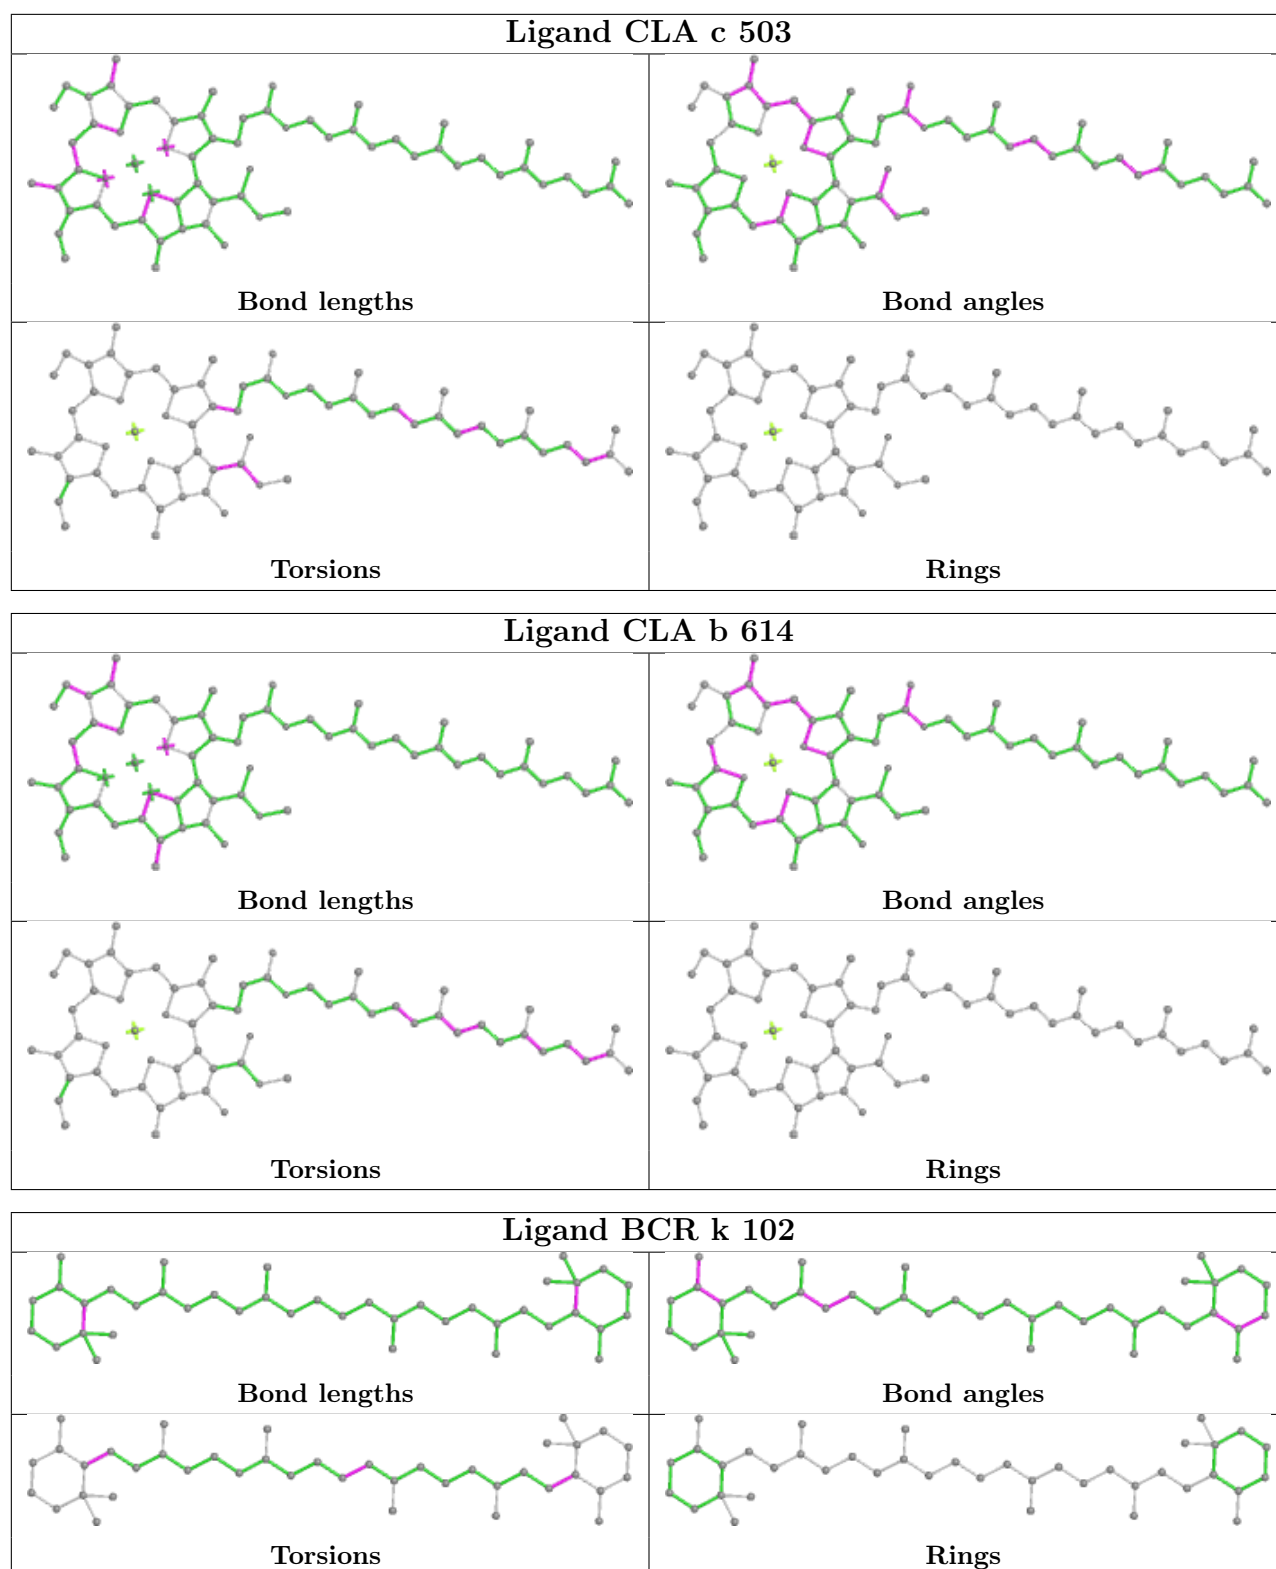 Ligand CLA c 503
Bond lengths
Bond angles
Torsions
Rings
Ligand CLA b 614
Bond lengths
Bond angles
Torsions
Rings
Ligand BCR k 102
Bond lengths
Bond angles
Torsions
Rings